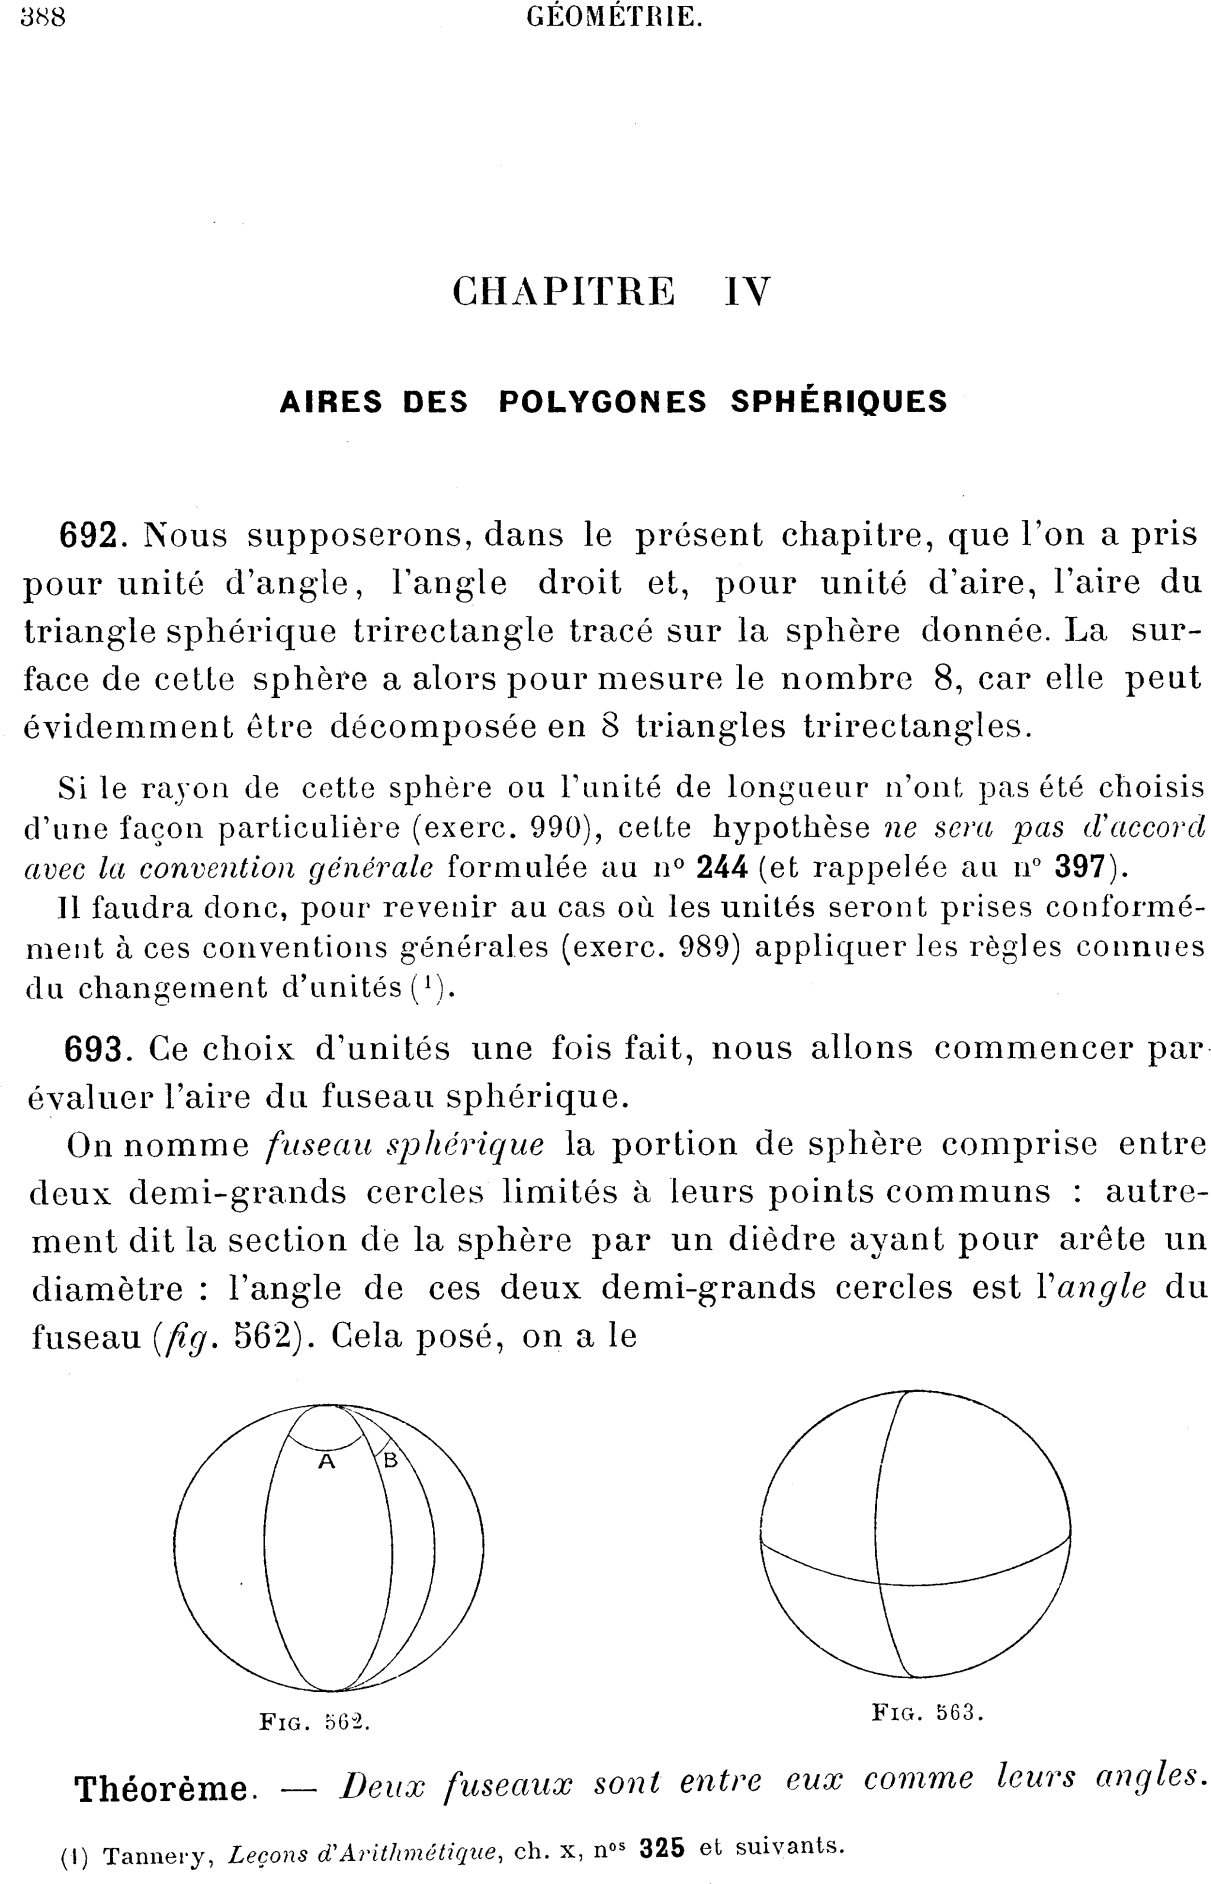 388 GÉOMÉTRIE.
CHAPITRE IV
AIRES DES POLYGONES SPHÉRIQUES
692. Nous supposerons, dans le présent chapitre, que l'on a pris
pour unité d'angle, l'angle droit et, pour unité d'aire, l'aire du
triangle sphérique trirectangle tracé sur la sphère donnée. La sur-
face de cette sphère a alors pour mesure le nombre 8, car elle peut
évidemment être décomposée en 8 triangles trirectangles.
Si le rayon de cette sphère ou l'unité de longueur n'ont pas été choisis
d'une façon particulière (exerc. 990), cette hypothèse ne sera pas d'accord
avec la convention générale formulée au nº 244 (et rappelée au nº 397).
Il faudra donc, pour revenir au cas où les unités seront prises conformé-
ment à ces conventions générales (exerc. 989) appliquer les règles connues
du changement d'unités (¹).
693. Ce choix d'unités une fois fait, nous allons commencer par
évaluer l'aire du fuseau sphérique.
On nomme fuseau sphérique la portion de sphère comprise entre
deux demi-grands cercles limités à leurs points communs : autre-
ment dit la section de la sphère par un dièdre ayant pour arête un
diamètre : l'angle de ces deux demi-grands cercles est l'angle du
fuseau (fig. 562). Cela posé, on a le
A B
FIG. 562. FIG. 563.
Théorème. — Deux fuseaux sont entre eux comme leurs angles.
(1) Tannery, Leçons d'Arithmétique, ch. X, nᵒˢ 325 et suivants.